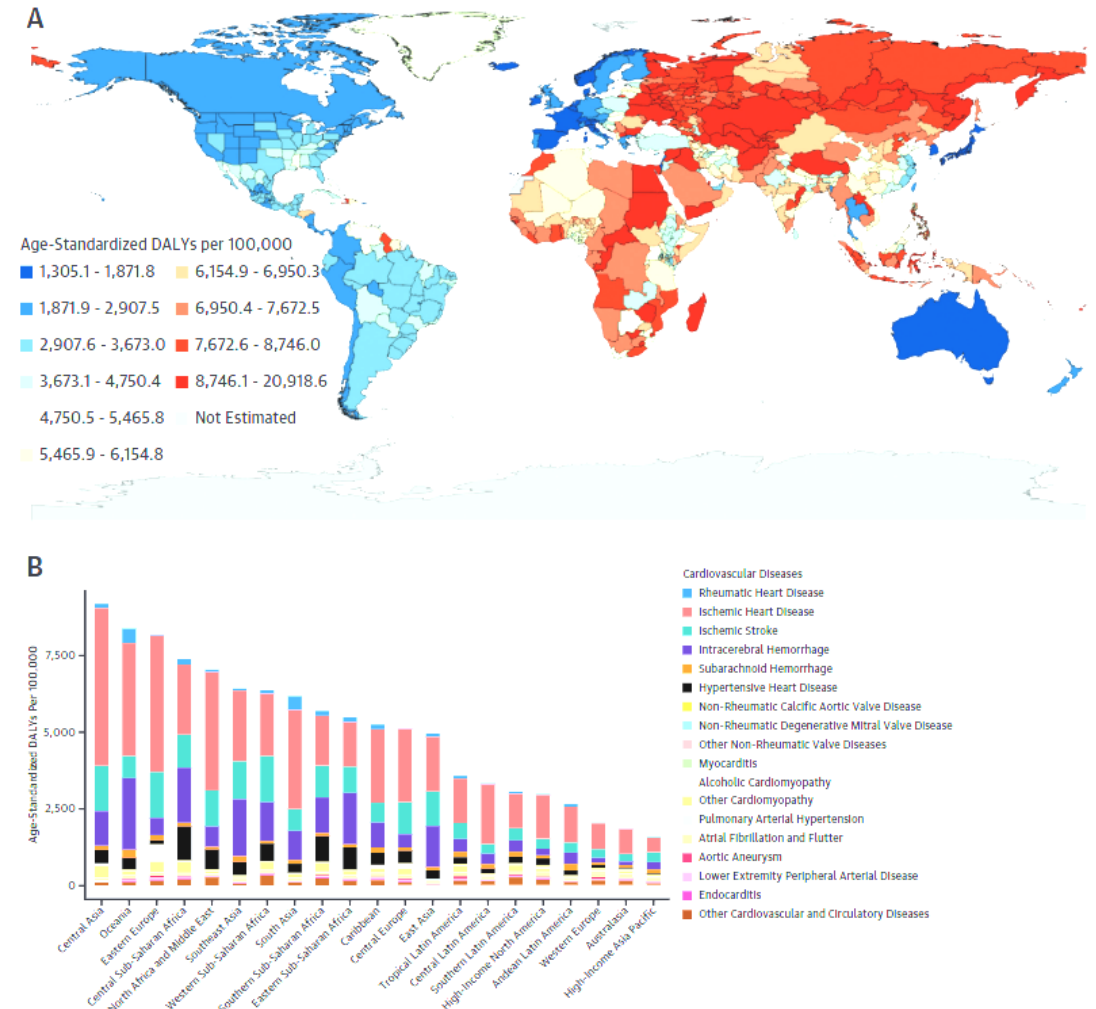 A
Age-Standardized DALYs per 100,000
1,305.1 - 1,871.8
6,154.9 - 6,950.3
1,871.9 - 2,907.5
6,950.4 - 7,672.5
2,907.6 - 3,673.0
7,672.6 - 8,746.0
3,673.1 - 4,750.4
8,746.1 - 20,918.6
4,750.5 - 5,465.8
Not Estimated
5,465.9 - 6,154.8
B
Age-Standardized DALYs Per 100,000
7,500
5,000
2,500
0
Central Asia
Oceania
Eastern Europe
Central Sub-Saharan Africa
North Africa and Middle East
Southeast Asia
Western Sub-Saharan Africa
South Asia
Southern Sub-Saharan Africa
Eastern Sub-Saharan Africa
Caribbean
Central Europe
East Asia
Tropical Latin America
Central Latin America
Southern Latin America
High-Income North America
Andean Latin America
Western Europe
Australasia
High-Income Asia Pacific
Cardiovascular Diseases
Rheumatic Heart Disease
Ischemic Heart Disease
Ischemic Stroke
Intracerebral Hemorrhage
Subarachnoid Hemorrhage
Hypertensive Heart Disease
Non-Rheumatic Calcific Aortic Valve Disease
Non-Rheumatic Degenerative Mitral Valve Disease
Other Non-Rheumatic Valve Diseases
Myocarditis
Alcoholic Cardiomyopathy
Other Cardiomyopathy
Pulmonary Arterial Hypertension
Atrial Fibrillation and Flutter
Aortic Aneurysm
Lower Extremity Peripheral Arterial Disease
Endocarditis
Other Cardiovascular and Circulatory Diseases